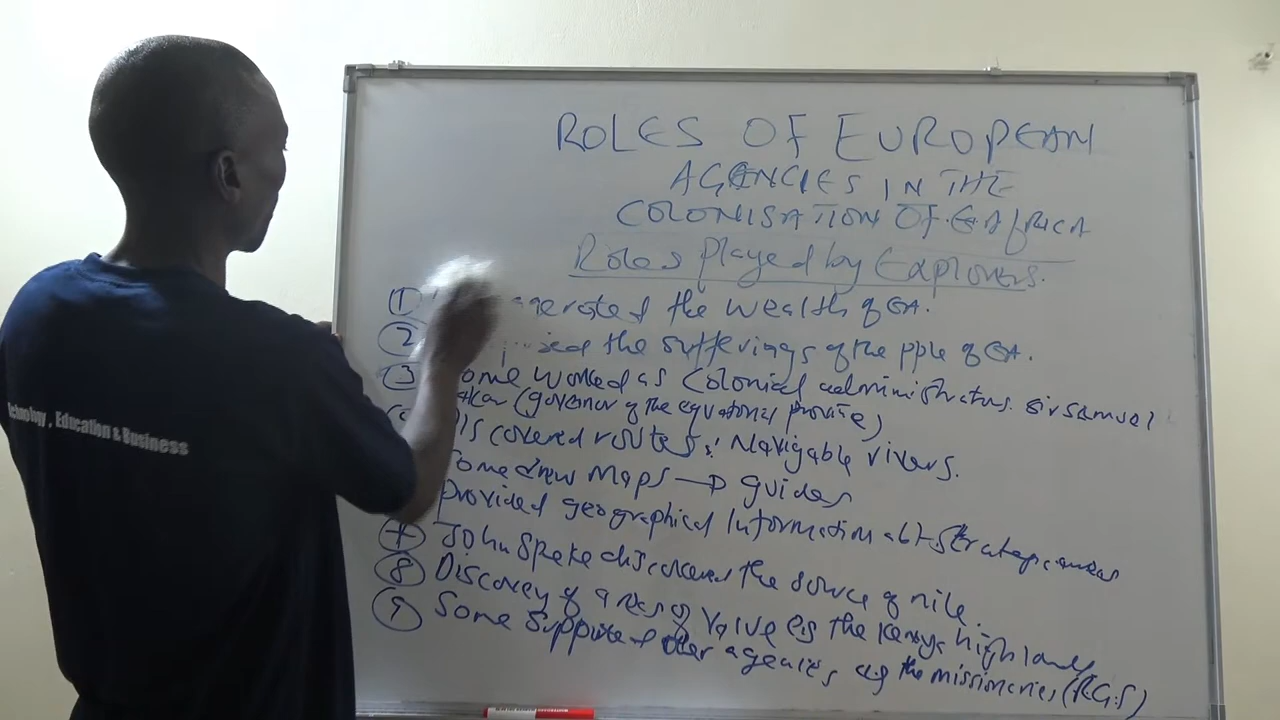 ROLES OF EUROPEAN
AGENCIES IN THE
COLONISATION OF E. AfRICA
Roles played by Explorers.
① the wealth of EA.
② the sufferings of the pple of EA.
③ Some worked as colonial administrators. sir samuel
(governor of the equatorial province)
Discovered routes: Navigable rivers.
Some drew maps → guides
provided geographical Information abt strategic areas
⑦ John Speke discovered the source of nile.
⑧ Discovery of areas of value eg the Kenya highlands
⑨ Some supported other agencies eg the missionaries (R.G.S)
Technology, Education & Business